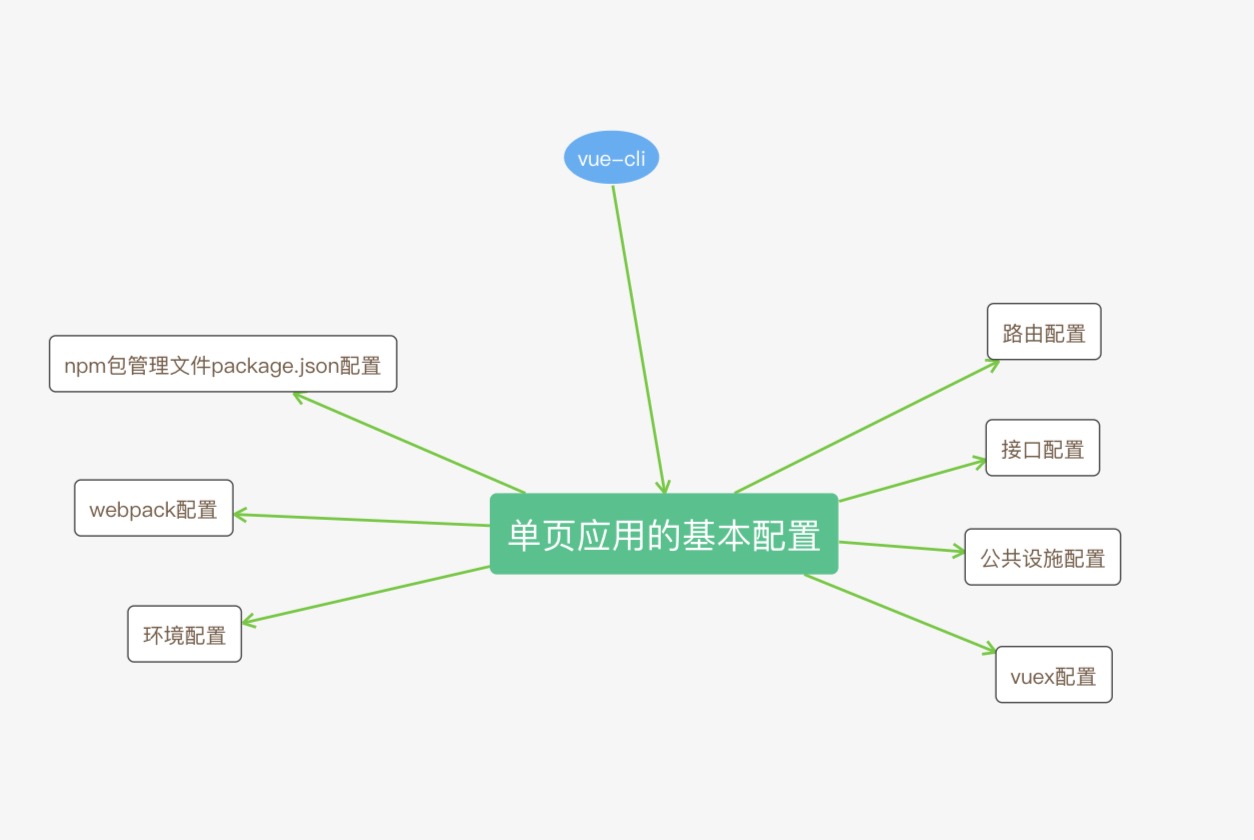 vue-cli
路由配置
npm包管理文件package.json配置
接口配置
webpack配置
单页应用的基本配置
公共设施配置
环境配置
vuex配置